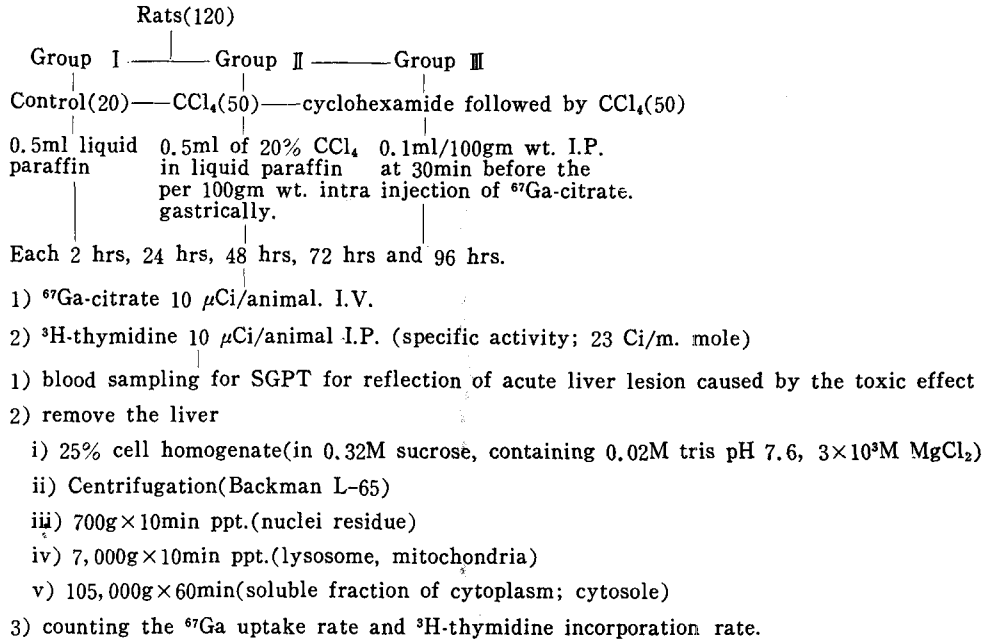 Rats(120)
Group Ⅰ Group Ⅱ Group Ⅲ
Control(20) CCl₄(50) cyclohexamide followed by CCl₄(50)
0.5ml liquid 0.5ml of 20% CCl₄ 0.1ml/100gm wt. I.P.
paraffin in liquid paraffin at 30min before the
per 100gm wt. intra injection of ⁶⁷Ga-citrate.
gastrically.
Each 2 hrs, 24 hrs, 48 hrs, 72 hrs and 96 hrs.
1) ⁶⁷Ga-citrate 10 μCi/animal. I.V.
2) ³H-thymidine 10 μCi/animal I.P. (specific activity; 23 Ci/m. mole)
1) blood sampling for SGPT for reflection of acute liver lesion caused by the toxic effect
2) remove the liver
i) 25% cell homogenate(in 0.32M sucrose, containing 0.02M tris pH 7.6, 3×10³M MgCl₂)
ii) Centrifugation(Backman L-65)
iii) 700g×10min ppt.(nuclei residue)
iv) 7,000g×10min ppt.(lysosome, mitochondria)
v) 105,000g×60min(soluble fraction of cytoplasm; cytosole)
3) counting the ⁶⁷Ga uptake rate and ³H-thymidine incorporation rate.